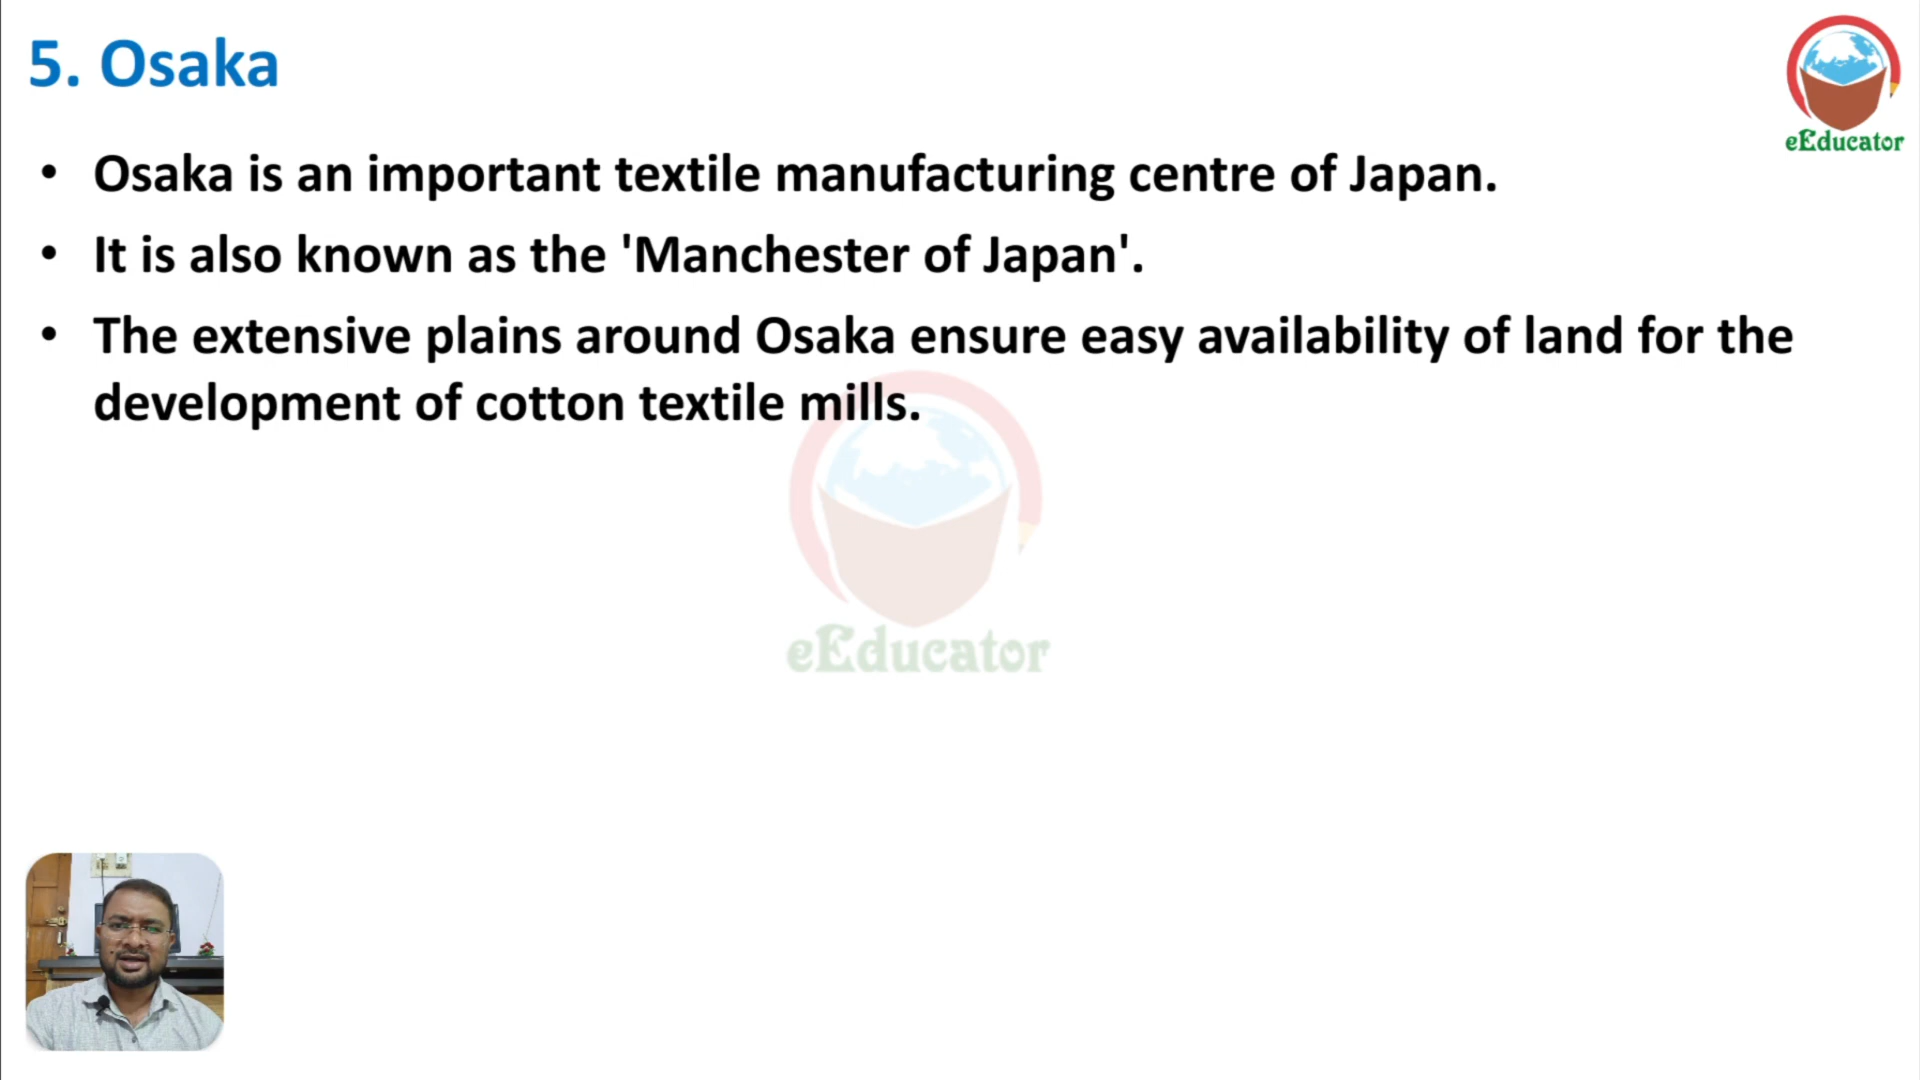 5. Osaka
eEducator
• Osaka is an important textile manufacturing centre of Japan.
• It is also known as the 'Manchester of Japan'.
• The extensive plains around Osaka ensure easy availability of land for the
development of cotton textile mills.
eEducator